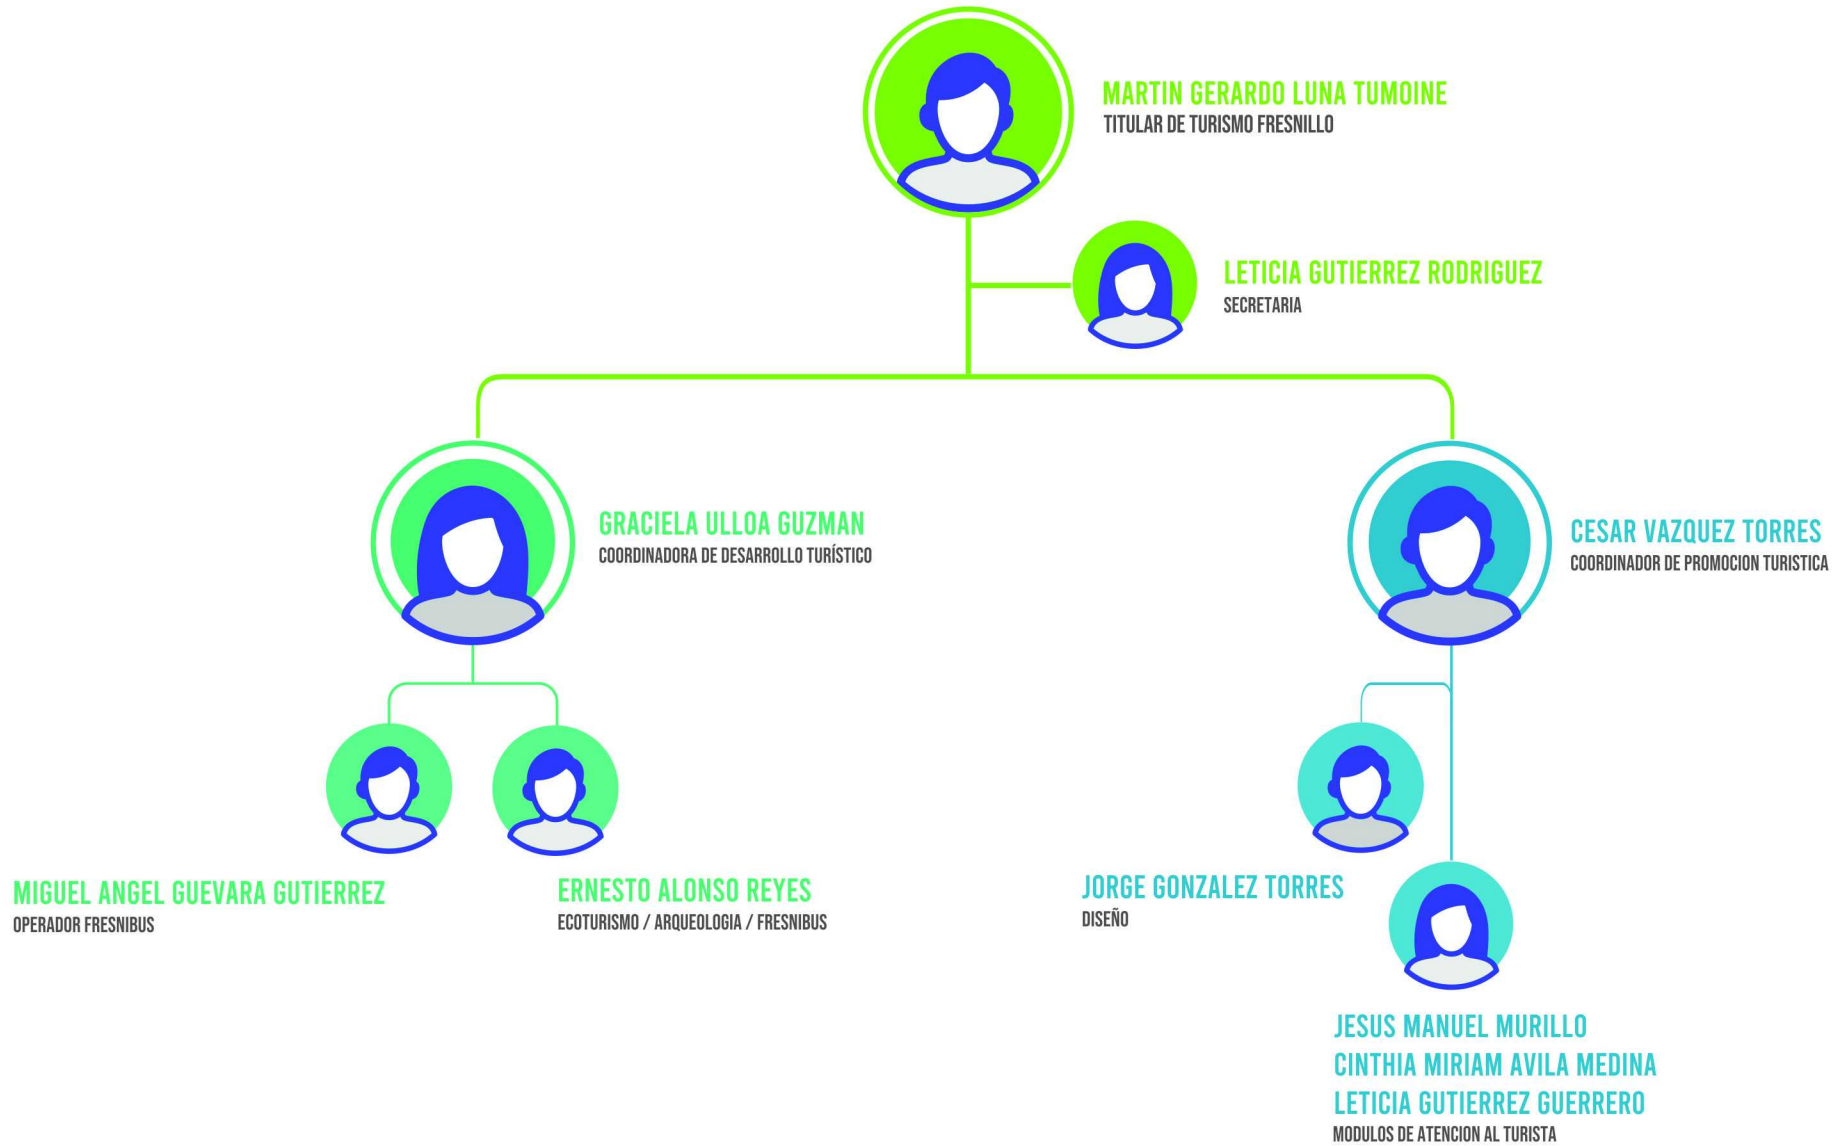 MARTIN GERARDO LUNA TUMOINE
TITULAR DE TURISMO FRESNILLO
LETICIA GUTIERREZ RODRIGUEZ
SECRETARIA
GRACIELA ULLOA GUZMAN
COORDINADORA DE DESARROLLO TURÍSTICO
CESAR VAZQUEZ TORRES
COORDINADOR DE PROMOCION TURISTICA
MIGUEL ANGEL GUEVARA GUTIERREZ
OPERADOR FRESNIBUS
ERNESTO ALONSO REYES
ECOTURISMO / ARQUEOLOGIA / FRESNIBUS
JORGE GONZALEZ TORRES
DISEÑO
JESUS MANUEL MURILLO
CINTHIA MIRIAM AVILA MEDINA
LETICIA GUTIERREZ GUERRERO
MODULOS DE ATENCION AL TURISTA